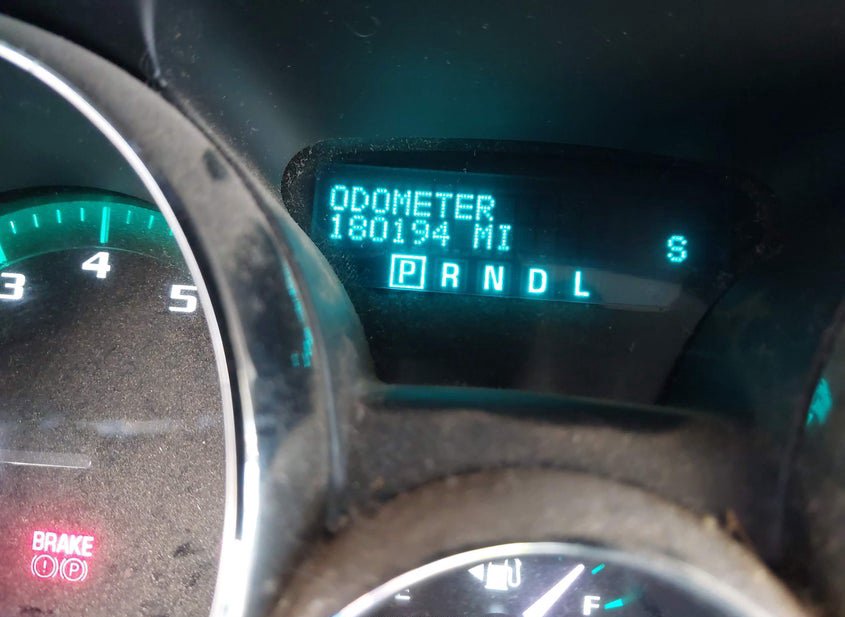 ODOMETER
180194 MI
S
P R N D L
3
4
5
BRAKE
(!) (P)
E
F